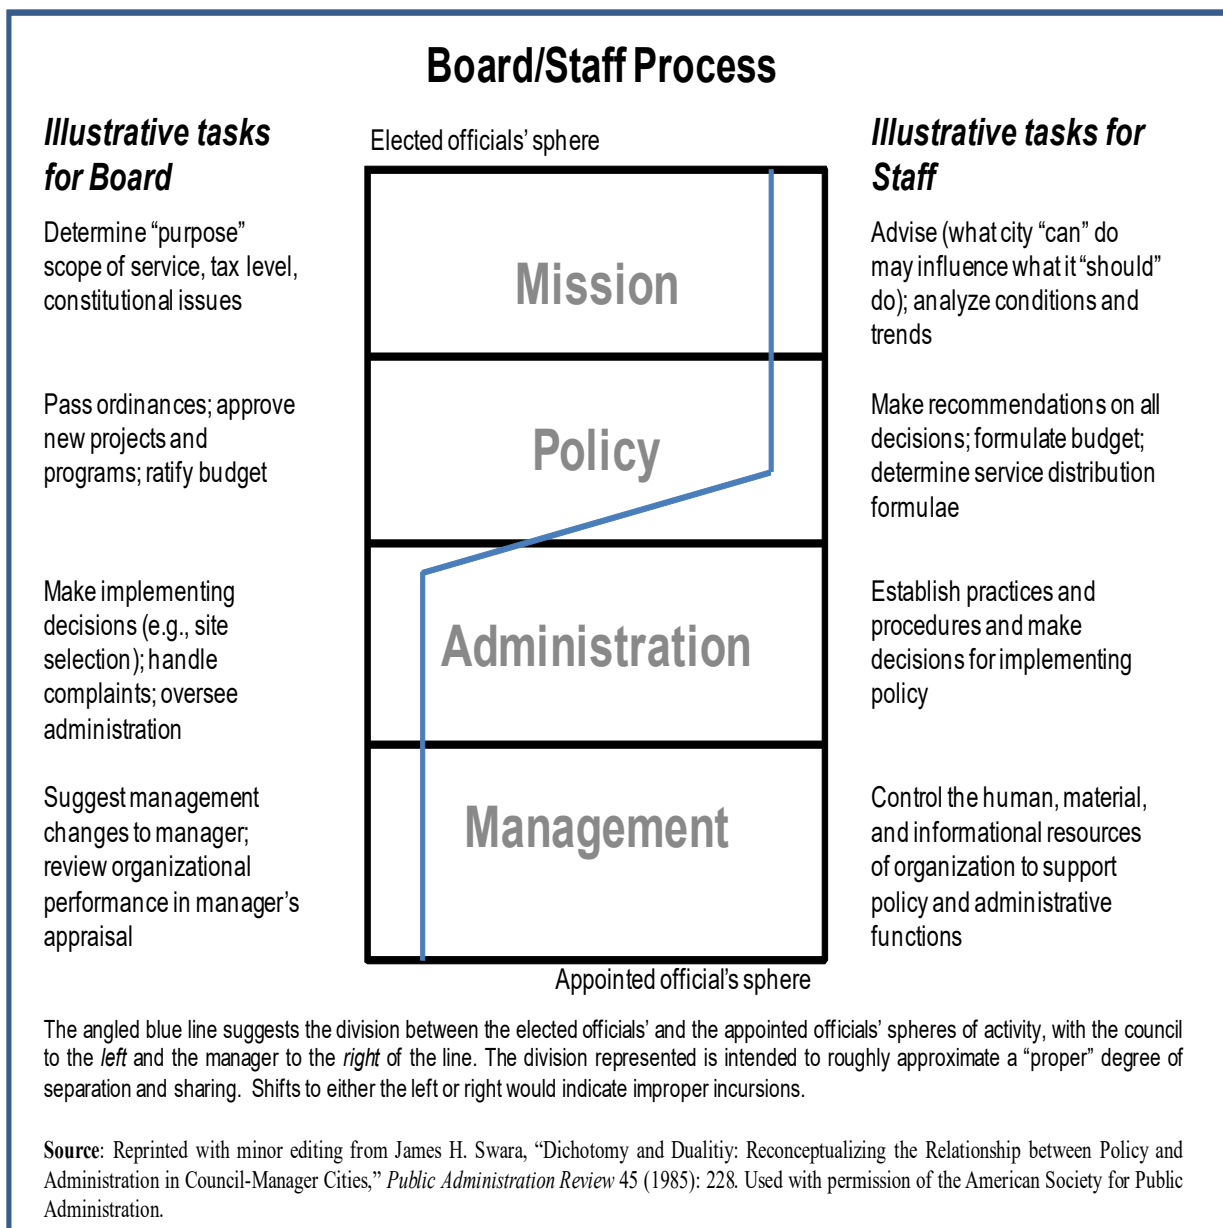 Board/Staff Process
Illustrative tasks
for Board
Elected officials’ sphere
Illustrative tasks for
Staff
Determine “purpose”
scope of service, tax level,
constitutional issues
Mission
Advise (what city “can” do
may influence what it “should”
do); analyze conditions and
trends
Pass ordinances; approve
new projects and
programs; ratify budget
Policy
Make recommendations on all
decisions; formulate budget;
determine service distribution
formulae
Make implementing
decisions (e.g., site
selection); handle
complaints; oversee
administration
Administration
Establish practices and
procedures and make
decisions for implementing
policy
Suggest management
changes to manager;
review organizational
performance in manager’s
appraisal
Management
Control the human, material,
and informational resources
of organization to support
policy and administrative
functions
Appointed official’s sphere
The angled blue line suggests the division between the elected officials’ and the appointed officials’ spheres of activity, with the council
to the left and the manager to the right of the line. The division represented is intended to roughly approximate a “proper” degree of
separation and sharing. Shifts to either the left or right would indicate improper incursions.
Source: Reprinted with minor editing from James H. Swara, “Dichotomy and Dualitiy: Reconceptualizing the Relationship between Policy and
Administration in Council-Manager Cities,” Public Administration Review 45 (1985): 228. Used with permission of the American Society for Public
Administration.